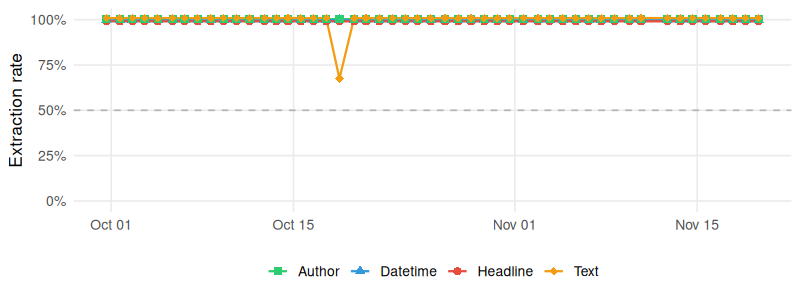 Extraction rate
100%
75%
50%
25%
0%
Oct 01 Oct 15 Nov 01 Nov 15
Author Datetime Headline Text